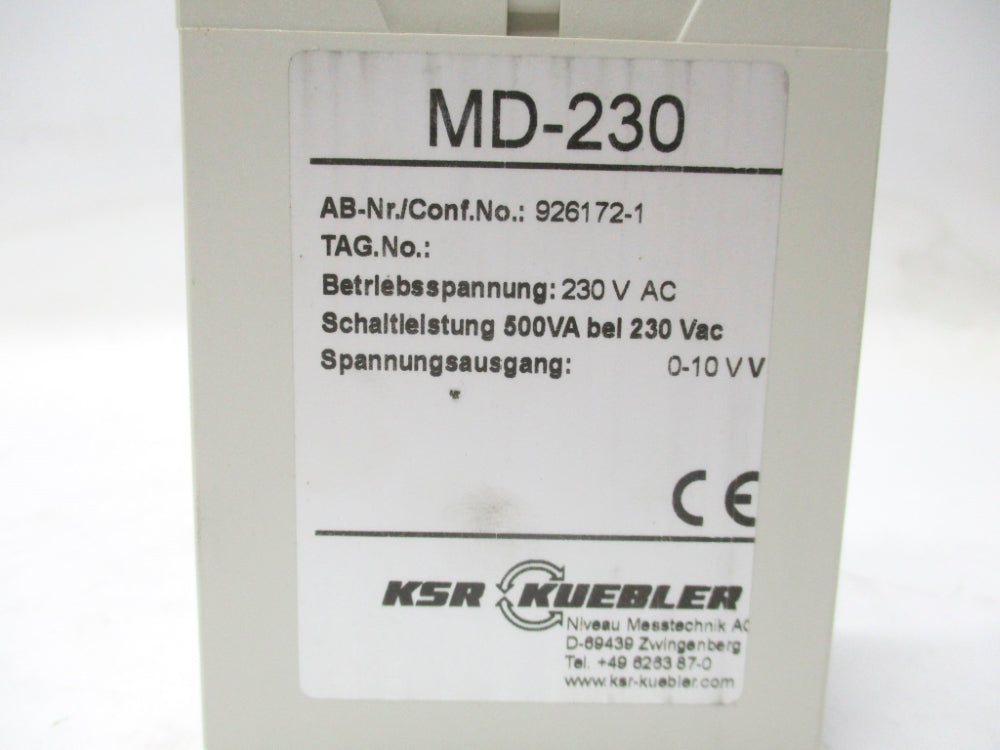 MD-230
AB-Nr./Conf.No.: 926172-1
TAG.No.:
Betriebsspannung: 230 V AC
Schaltleistung 500VA bei 230 Vac
Spannungsausgang: 0-10 V V
CE
KSR KUEBLER
Niveau Messtechnik AG
D-69439 Zwingenberg
Tel. +49 6263 87-0
www.ksr-kuebler.com